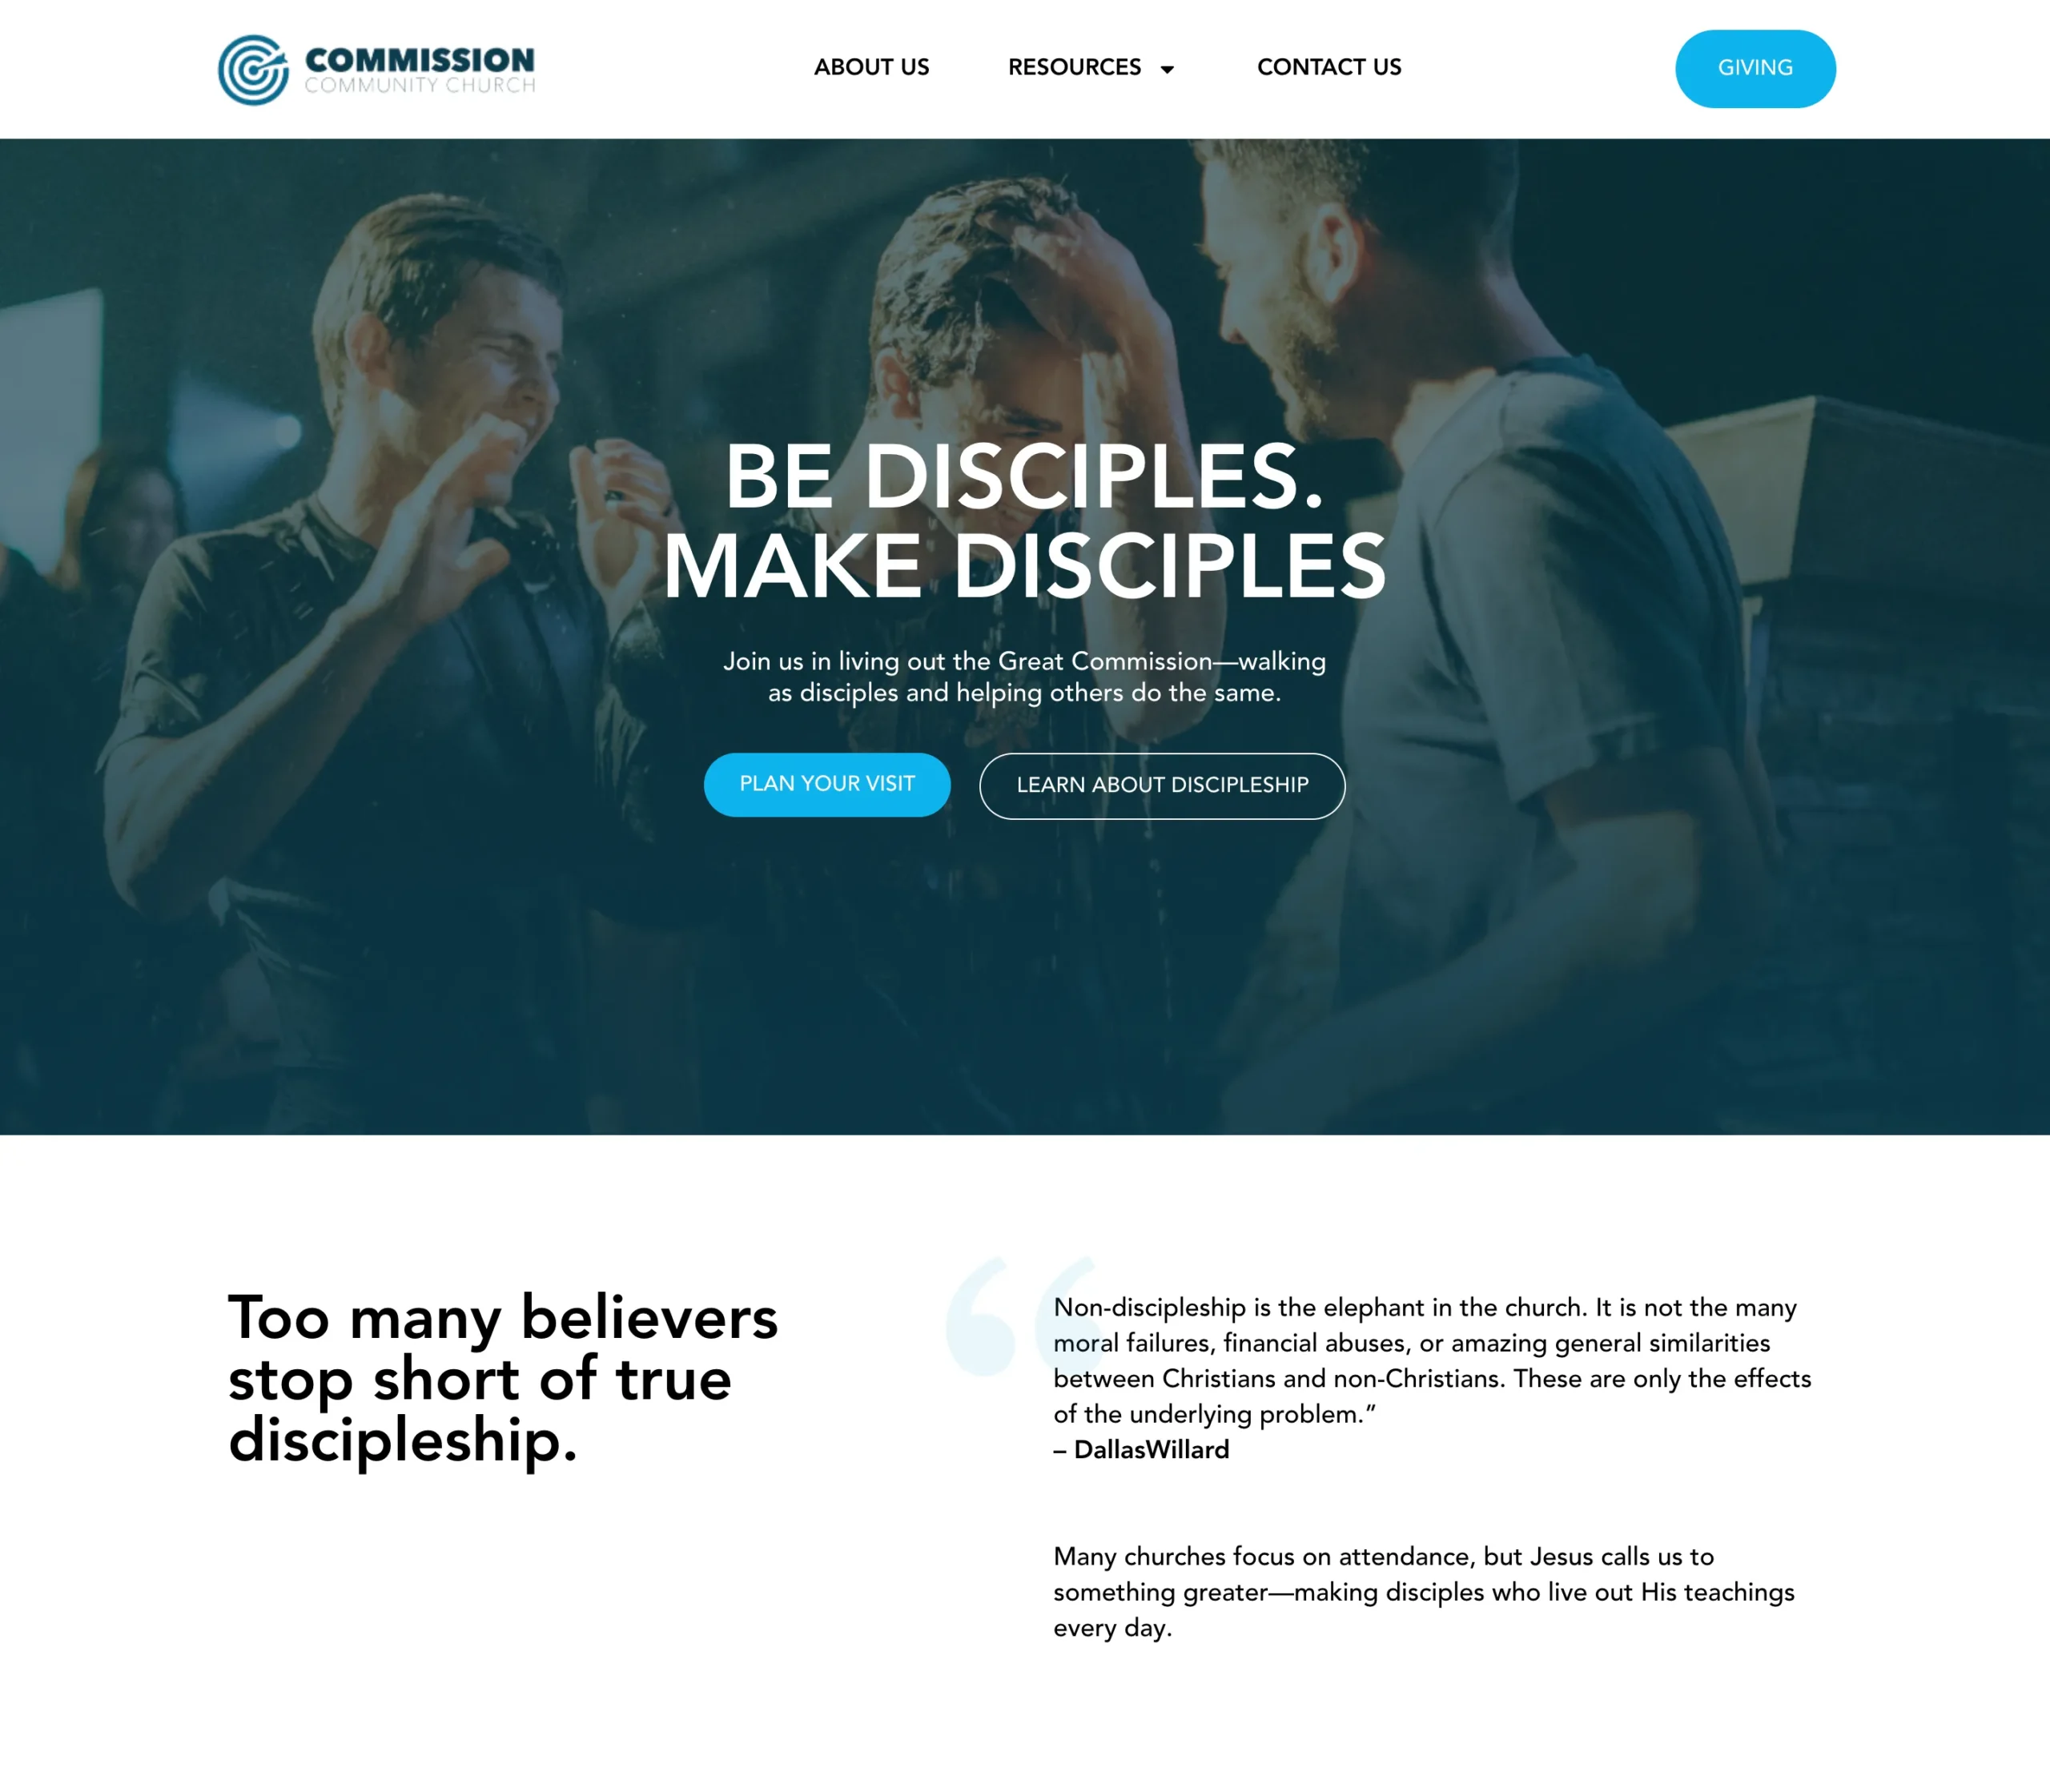 COMMISSION
COMMUNITY CHURCH
ABOUT US
RESOURCES
CONTACT US
GIVING
BE DISCIPLES.
MAKE DISCIPLES
Join us in living out the Great Commission—walking
as disciples and helping others do the same.
PLAN YOUR VISIT
LEARN ABOUT DISCIPLESHIP
Too many believers
stop short of true
discipleship.
“
Non-discipleship is the elephant in the church. It is not the many
moral failures, financial abuses, or amazing general similarities
between Christians and non-Christians. These are only the effects
of the underlying problem.”
– DallasWillard
Many churches focus on attendance, but Jesus calls us to
something greater—making disciples who live out His teachings
every day.